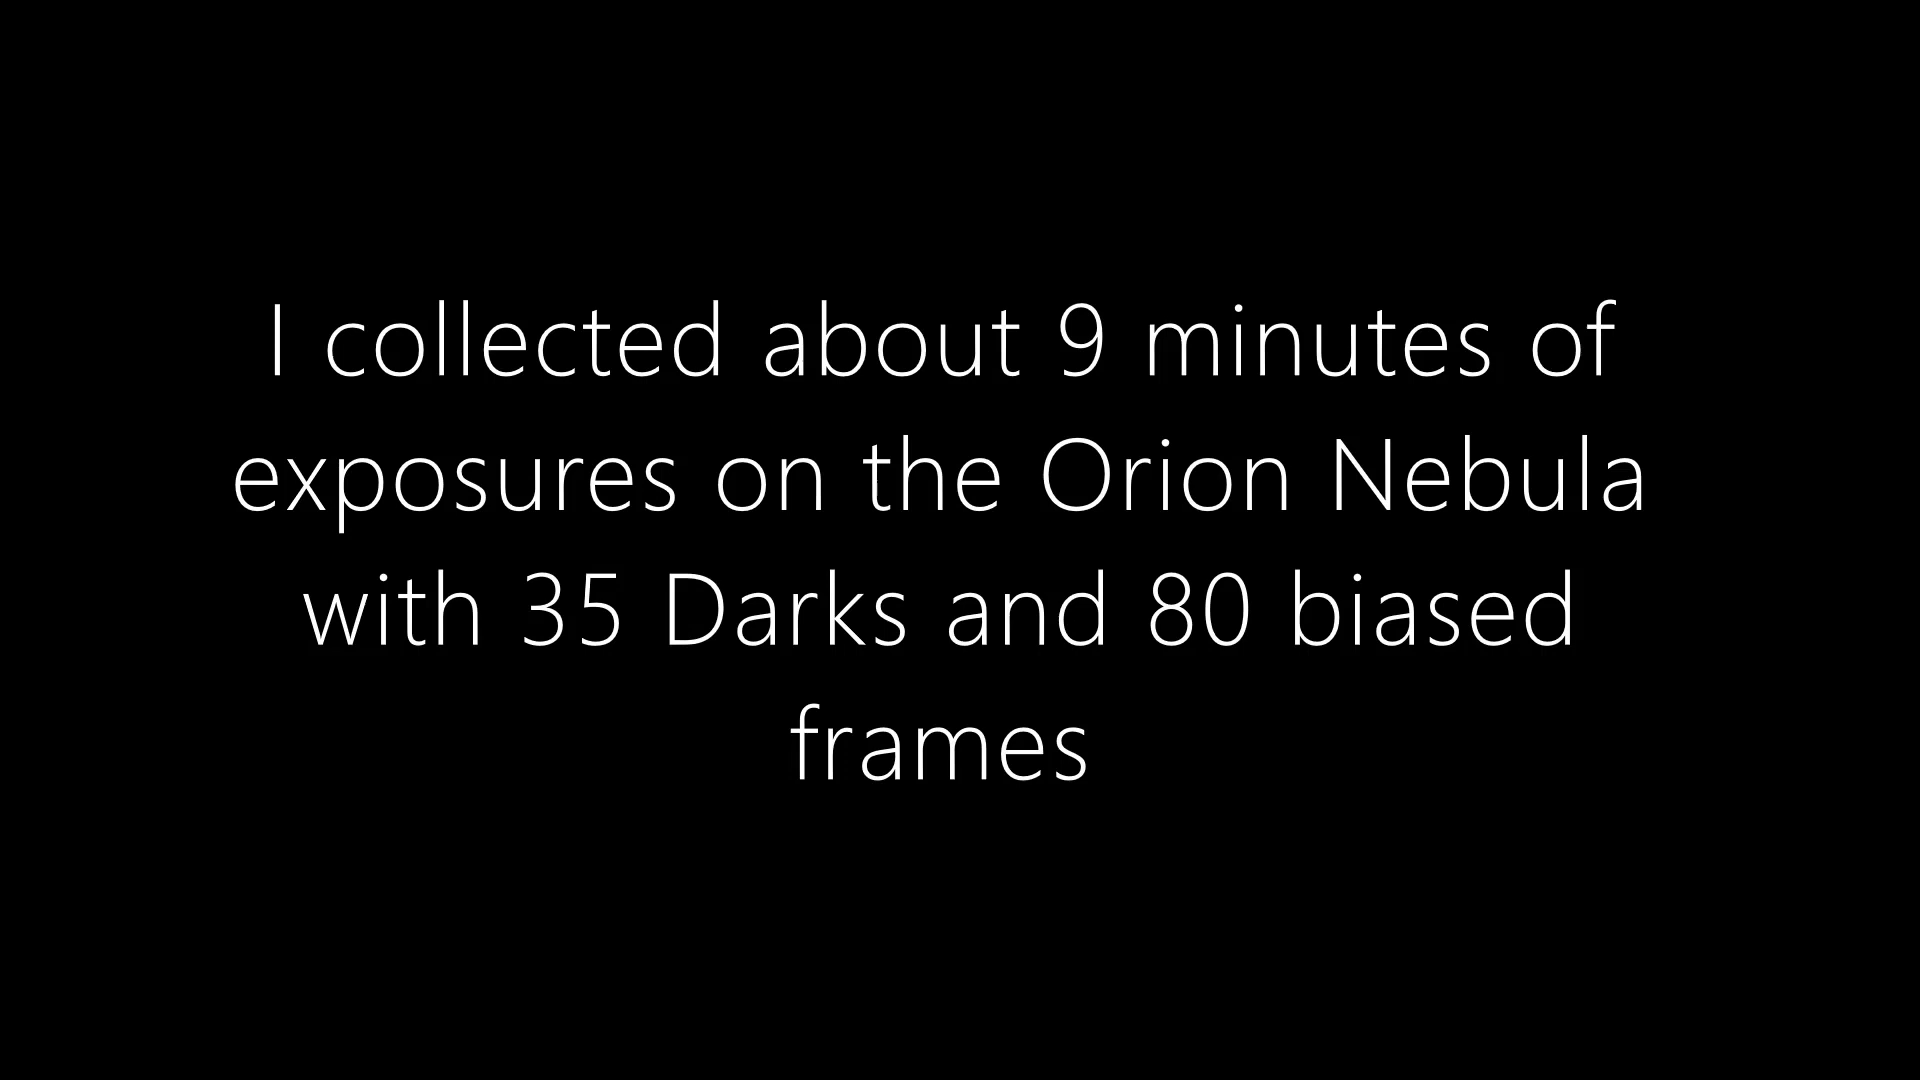 I collected about 9 minutes of
exposures on the Orion Nebula
with 35 Darks and 80 biased
frames